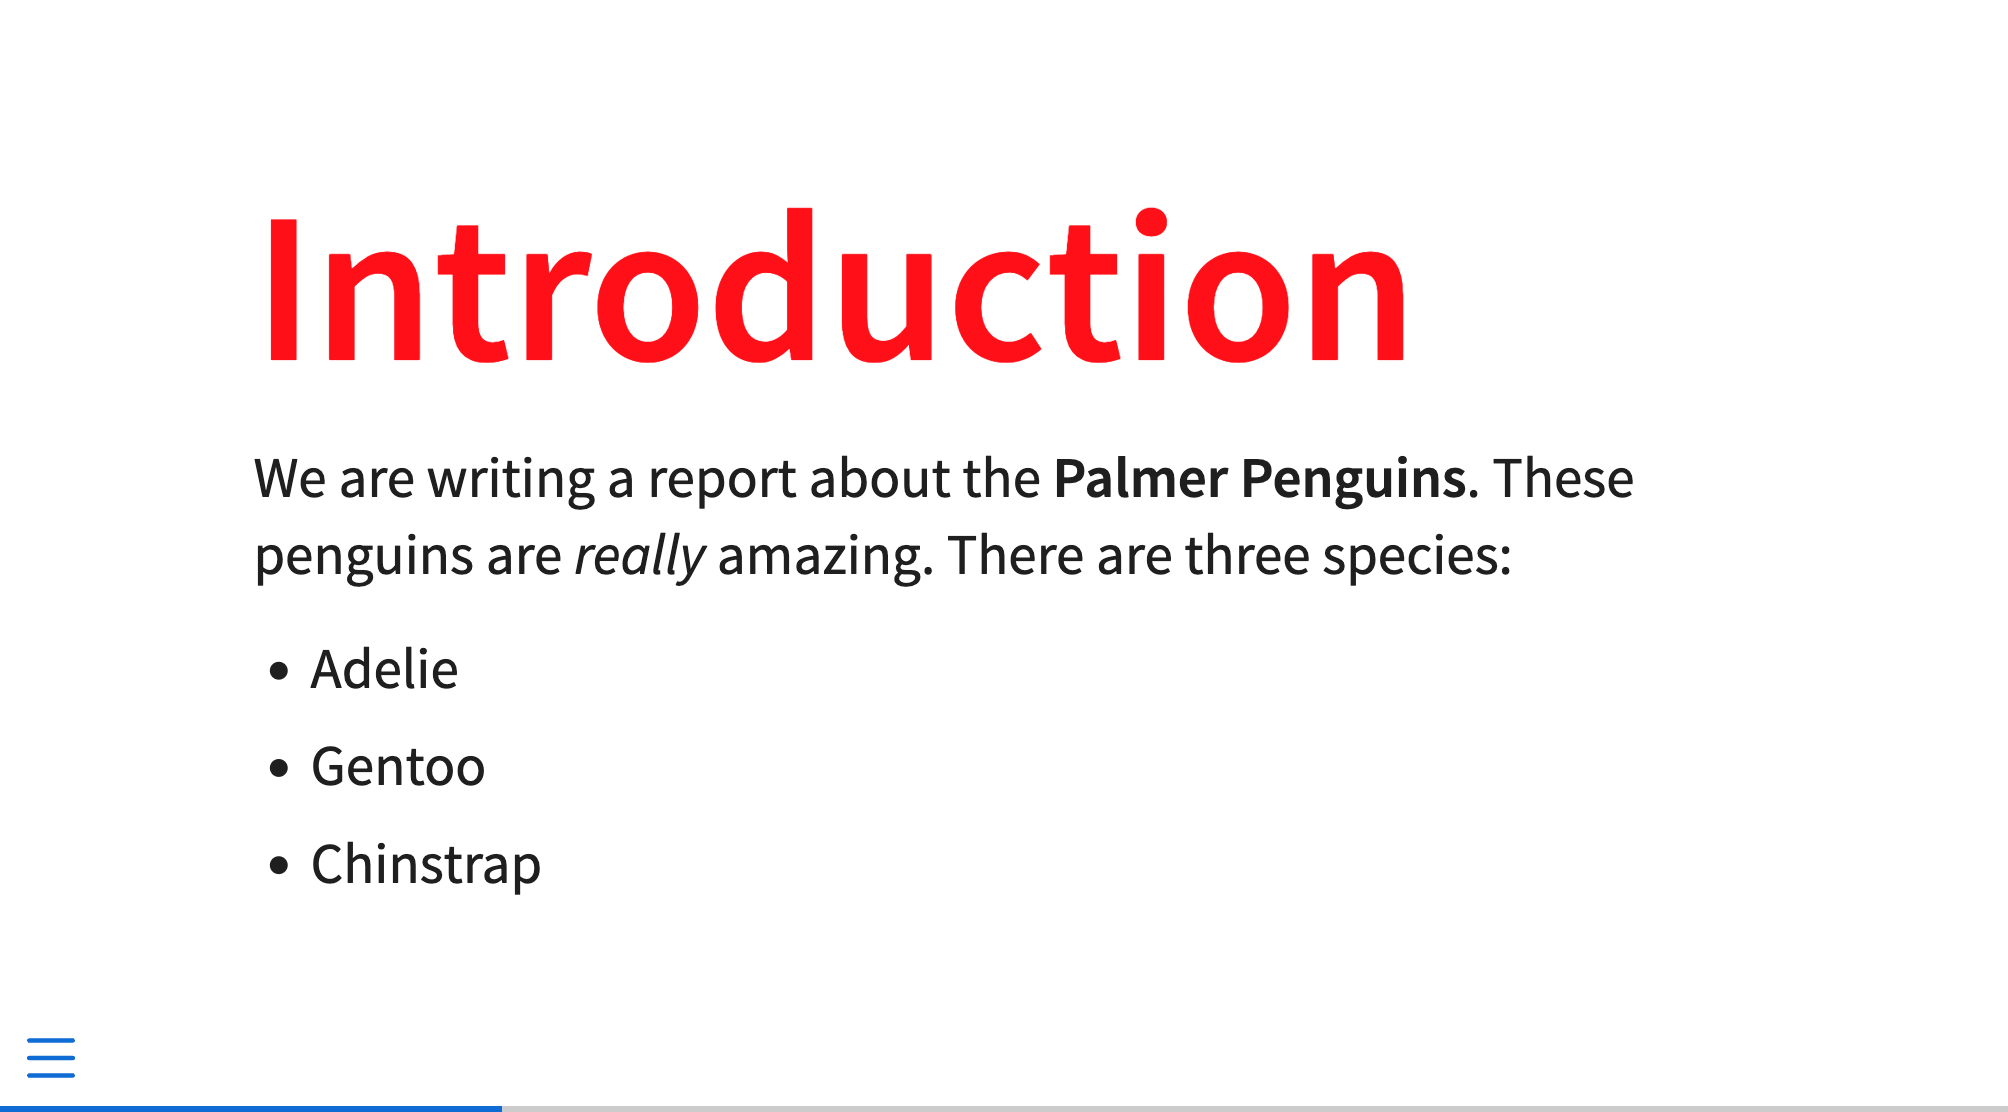 Introduction
We are writing a report about the Palmer Penguins. These
penguins are really amazing. There are three species:
• Adelie
• Gentoo
• Chinstrap